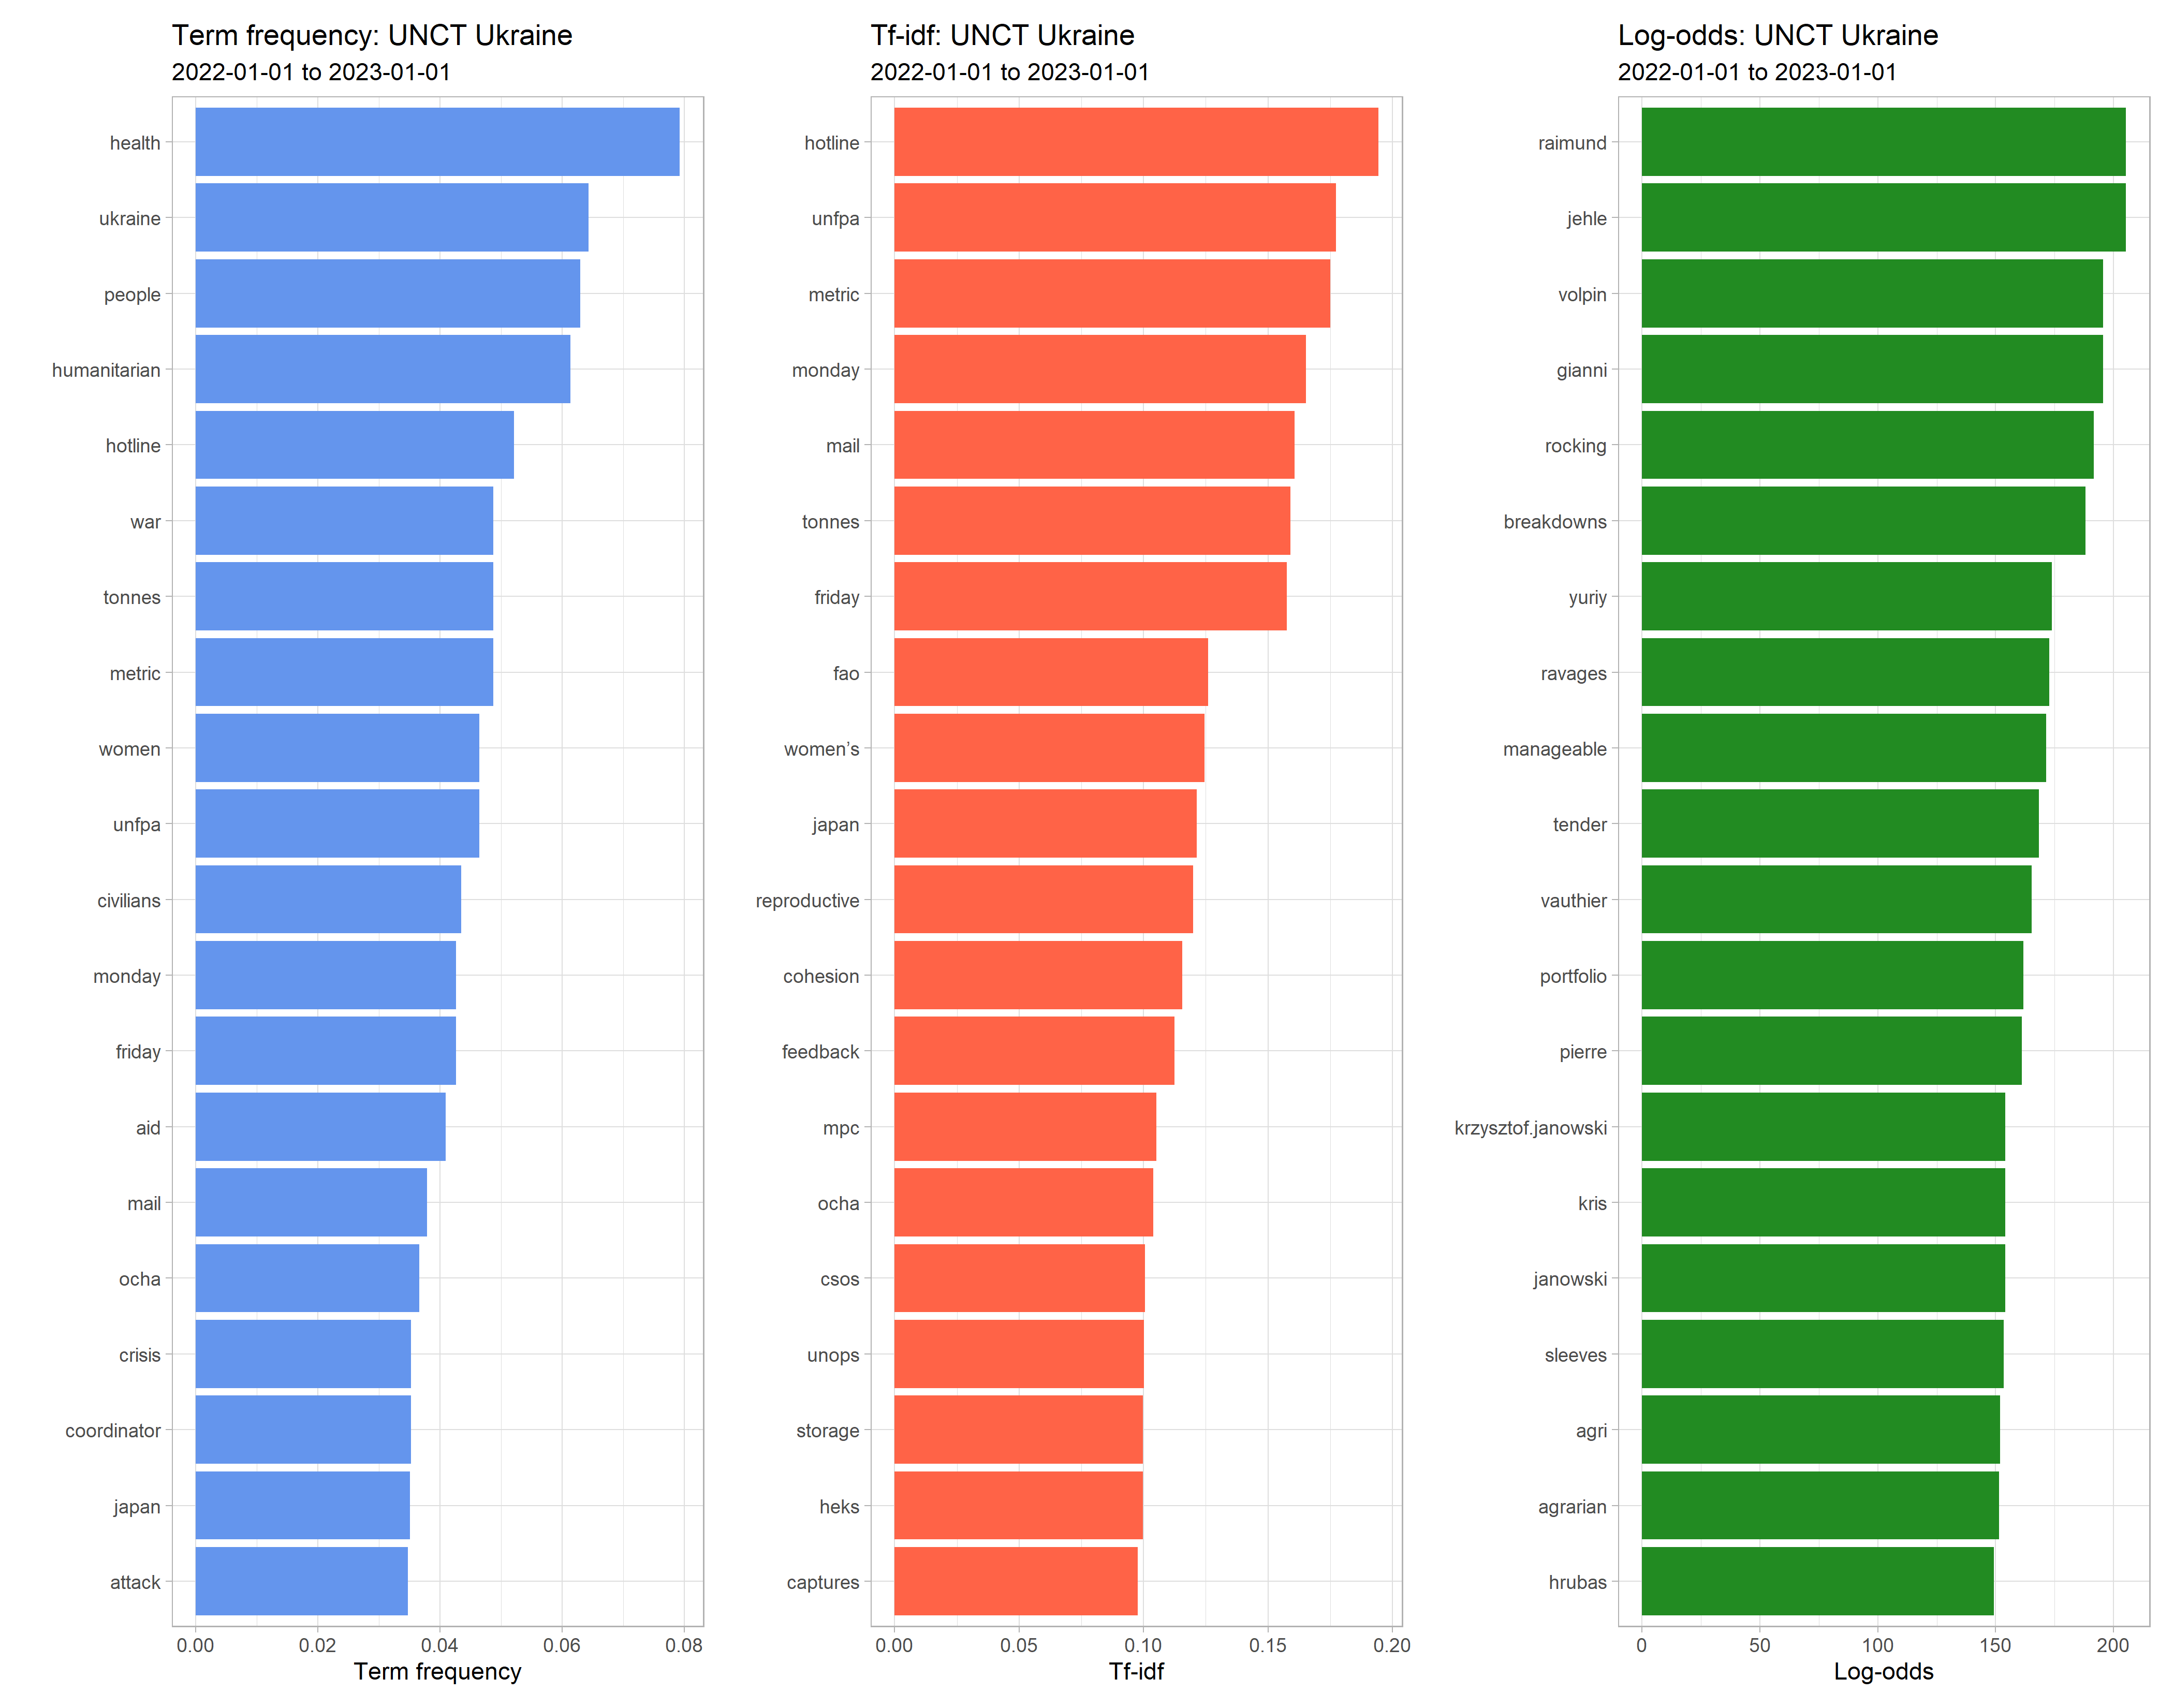 Term frequency: UNCT Ukraine
2022-01-01 to 2023-01-01
health
ukraine
people
humanitarian
hotline
war
tonnes
metric
women
unfpa
civilians
monday
friday
aid
mail
ocha
crisis
coordinator
japan
attack
0.00 0.02 0.04 0.06 0.08
Term frequency
Tf-idf: UNCT Ukraine
2022-01-01 to 2023-01-01
hotline
unfpa
metric
monday
mail
tonnes
friday
fao
women’s
japan
reproductive
cohesion
feedback
mpc
ocha
csos
unops
storage
heks
captures
0.00 0.05 0.10 0.15 0.20
Tf-idf
Log-odds: UNCT Ukraine
2022-01-01 to 2023-01-01
raimund
jehle
volpin
gianni
rocking
breakdowns
yuriy
ravages
manageable
tender
vauthier
portfolio
pierre
krzysztof.janowski
kris
janowski
sleeves
agri
agrarian
hrubas
0 50 100 150 200
Log-odds